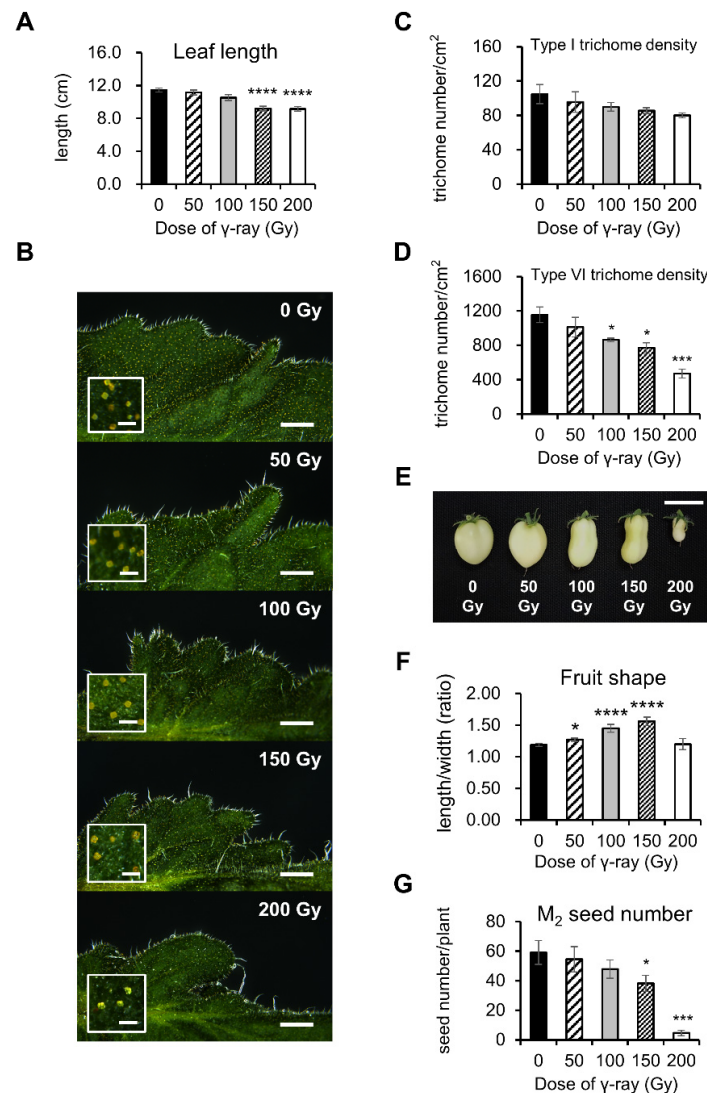 A
Leaf length
length (cm)
16.0
12.0
8.0
4.0
0.0
**** ****
0 50 100 150 200
Dose of γ-ray (Gy)
B
0 Gy
50 Gy
100 Gy
150 Gy
200 Gy
C
Type I trichome density
trichome number/cm²
160
120
80
40
0
0 50 100 150 200
Dose of γ-ray (Gy)
D
Type VI trichome density
trichome number/cm²
1600
1200
800
400
0
* * ***
0 50 100 150 200
Dose of γ-ray (Gy)
E
0 50 100 150 200
Gy Gy Gy Gy Gy
F
Fruit shape
length/width (ratio)
2.00
1.50
1.00
0.50
0.00
* **** ****
0 50 100 150 200
Dose of γ-ray (Gy)
G
M₂ seed number
seed number/plant
80
60
40
20
0
* ***
0 50 100 150 200
Dose of γ-ray (Gy)